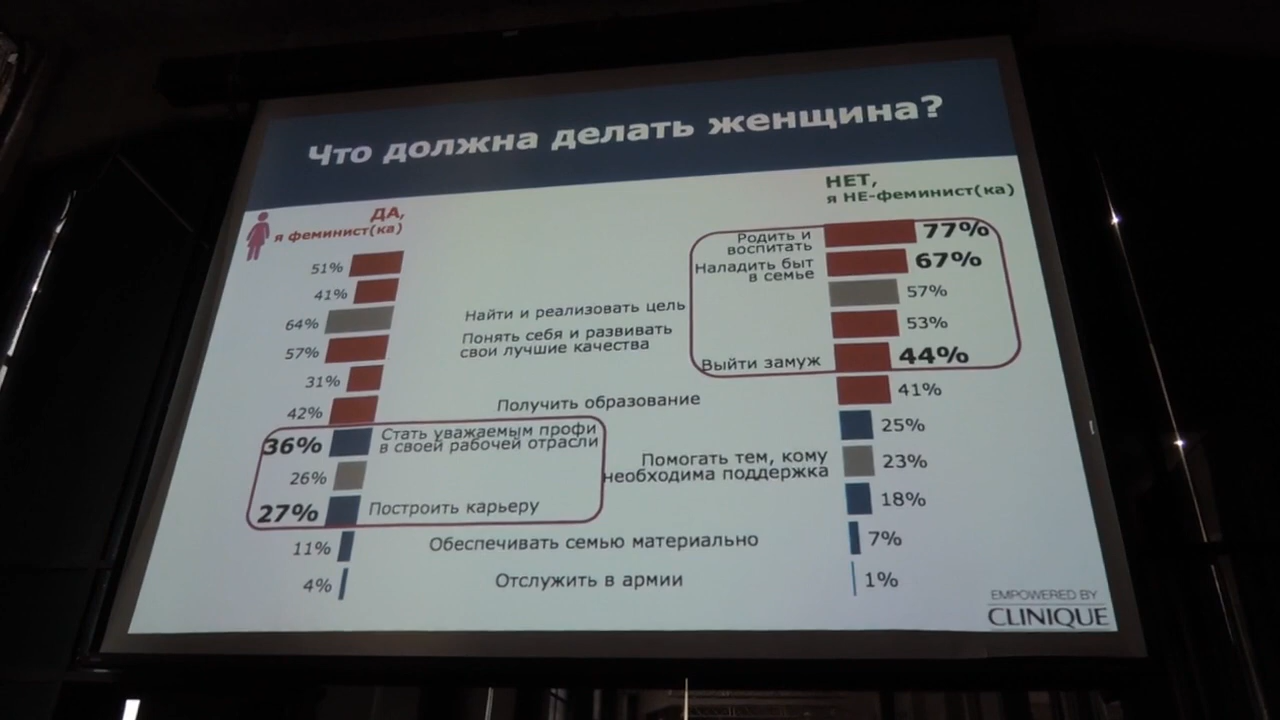 Что должна делать женщина?
ДА,
я феминист(ка)
НЕТ,
я НЕ-феминист(ка)
51%
Родить и
воспитать
77%
41%
Наладить быт
в семье
67%
64%
Найти и реализовать цель
57%
57%
Понять себя и развивать
свои лучшие качества
53%
31%
Выйти замуж
44%
42%
Получить образование
41%
36%
Стать уважаемым профи
в своей рабочей отрасли
25%
26%
Помогать тем, кому
необходима поддержка
23%
27%
Построить карьеру
18%
11%
Обеспечивать семью материально
7%
4%
Отслужить в армии
1%
EMPOWERED BY
CLINIQUE